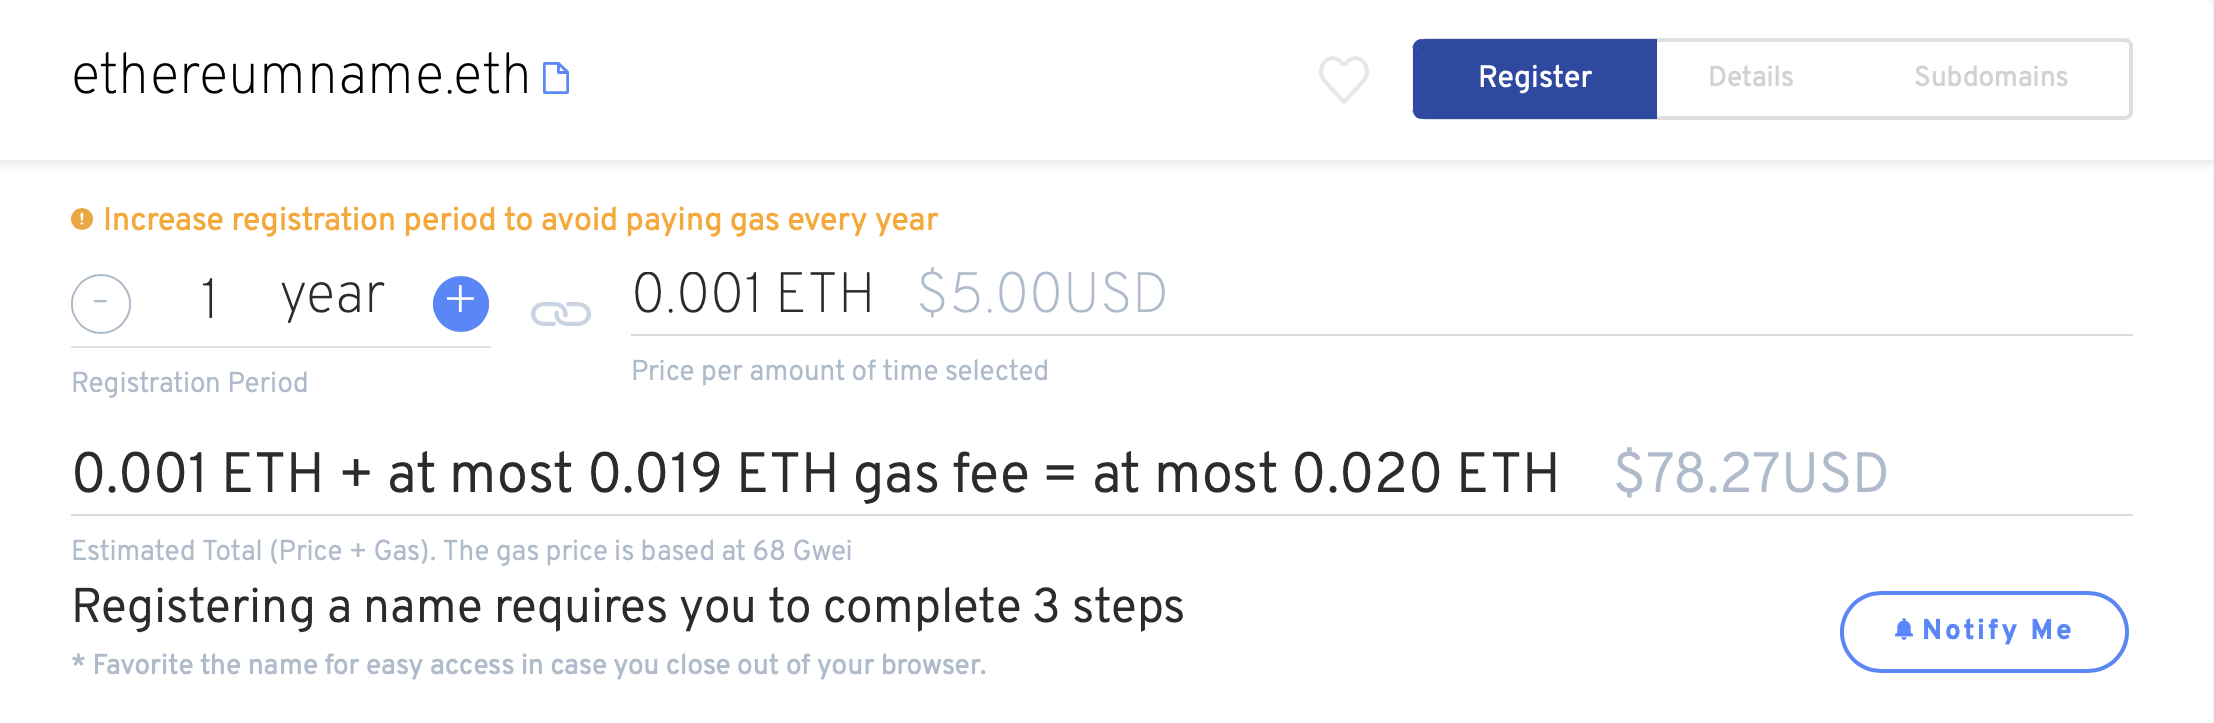 ethereumname.eth
Register Details Subdomains
Increase registration period to avoid paying gas every year
- 1 year + 0.001 ETH $5.00USD
Registration Period
Price per amount of time selected
0.001 ETH + at most 0.019 ETH gas fee = at most 0.020 ETH $78.27USD
Estimated Total (Price + Gas). The gas price is based at 68 Gwei
Registering a name requires you to complete 3 steps
* Favorite the name for easy access in case you close out of your browser.
Notify Me